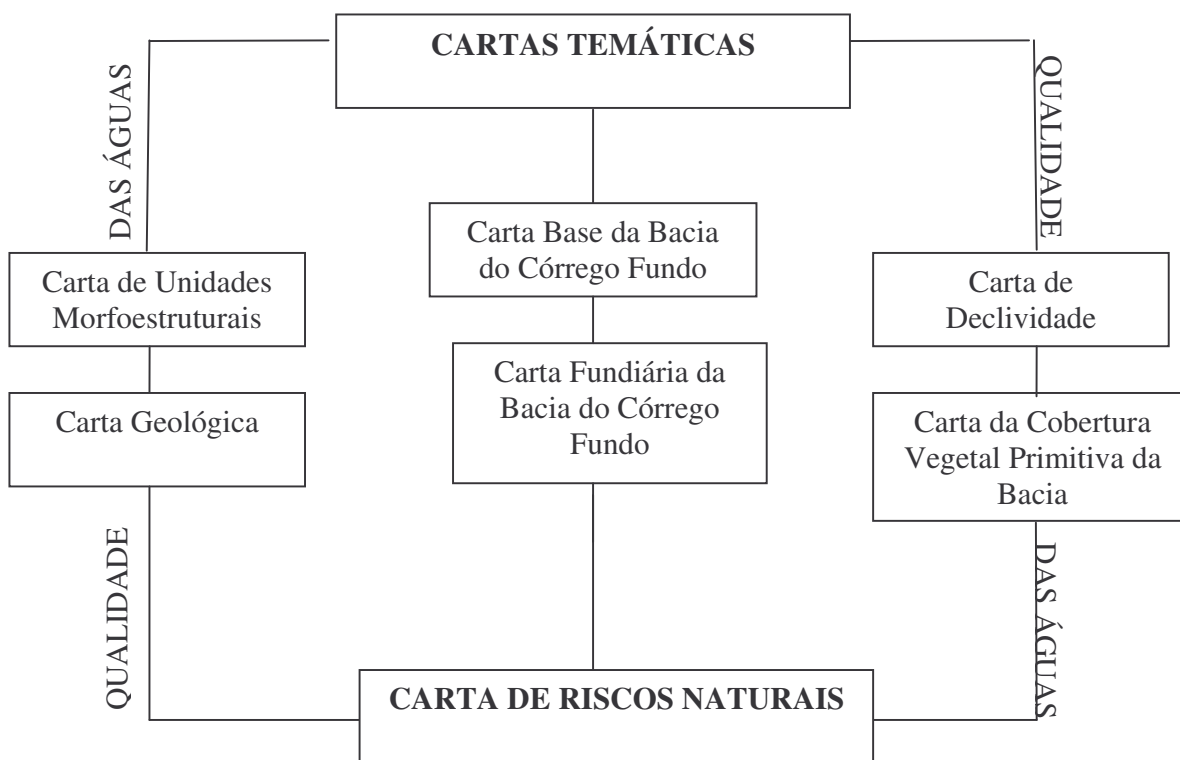 CARTAS TEMÁTICAS
DAS ÁGUAS
QUALIDADE
Carta Base da Bacia
do Córrego Fundo
Carta de Unidades
Morfoestruturais
Carta de
Declividade
Carta Fundiária da
Bacia do Córrego
Fundo
Carta Geológica
Carta da Cobertura
Vegetal Primitiva da
Bacia
QUALIDADE
DAS ÁGUAS
CARTA DE RISCOS NATURAIS